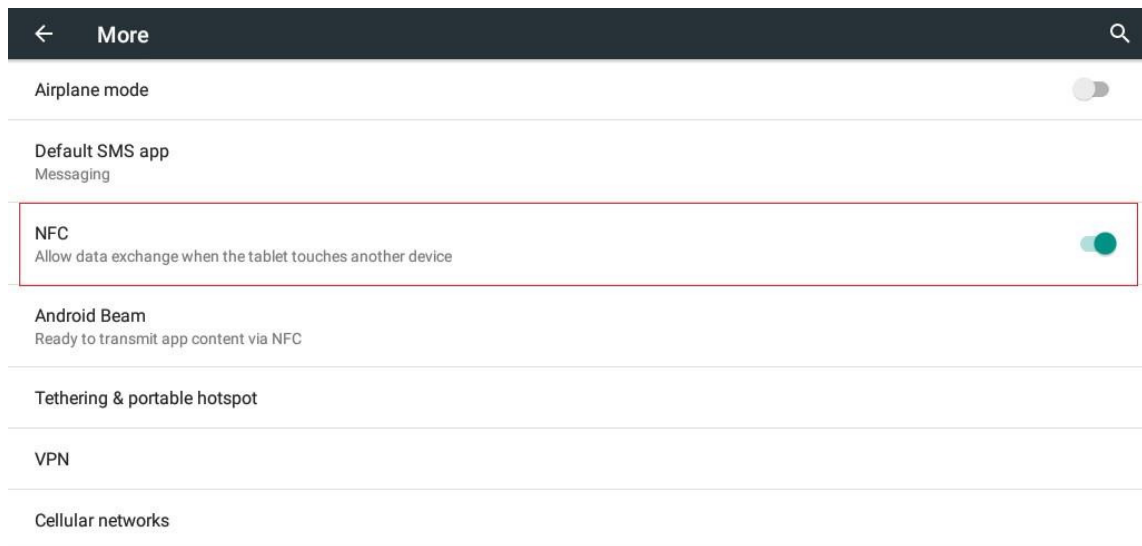 More
Airplane mode
Default SMS app
Messaging
NFC
Allow data exchange when the tablet touches another device
Android Beam
Ready to transmit app content via NFC
Tethering & portable hotspot
VPN
Cellular networks